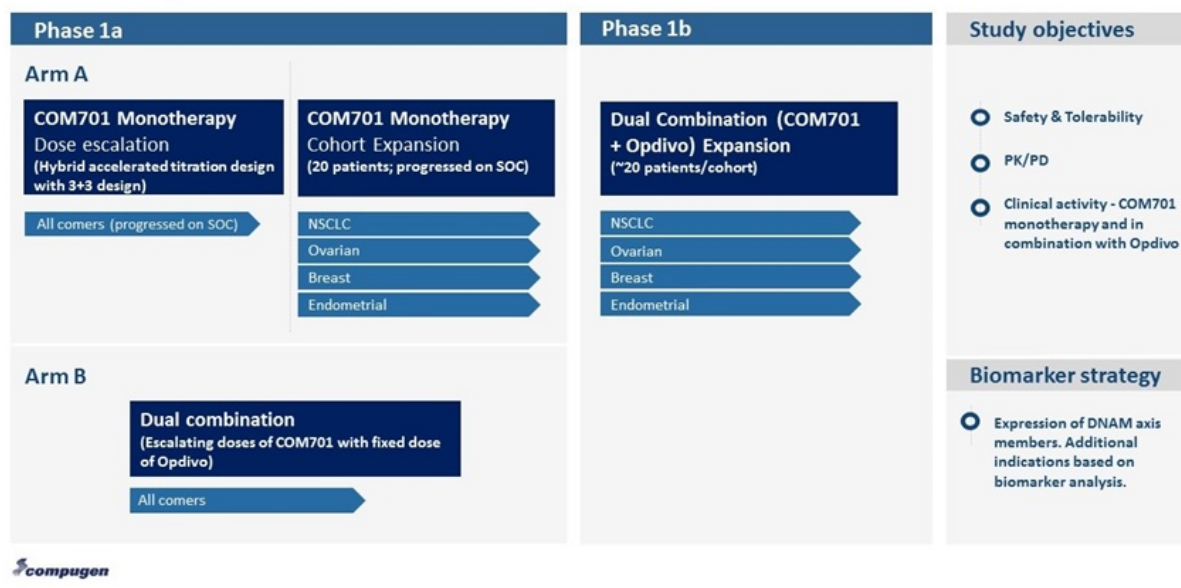 Phase 1a
Arm A
COM701 Monotherapy
Dose escalation
(Hybrid accelerated titration design
with 3+3 design)
All comers (progressed on SOC)
COM701 Monotherapy
Cohort Expansion
(20 patients; progressed on SOC)
NSCLC
Ovarian
Breast
Endometrial
Arm B
Dual combination
(Escalating doses of COM701 with fixed dose
of Opdivo)
All comers
Phase 1b
Dual Combination (COM701
+ Opdivo) Expansion
(~20 patients/cohort)
NSCLC
Ovarian
Breast
Endometrial
Study objectives
Safety & Tolerability
PK/PD
Clinical activity - COM701
monotherapy and in
combination with Opdivo
Biomarker strategy
Expression of DNAM axis
members. Additional
indications based on
biomarker analysis.
compugen